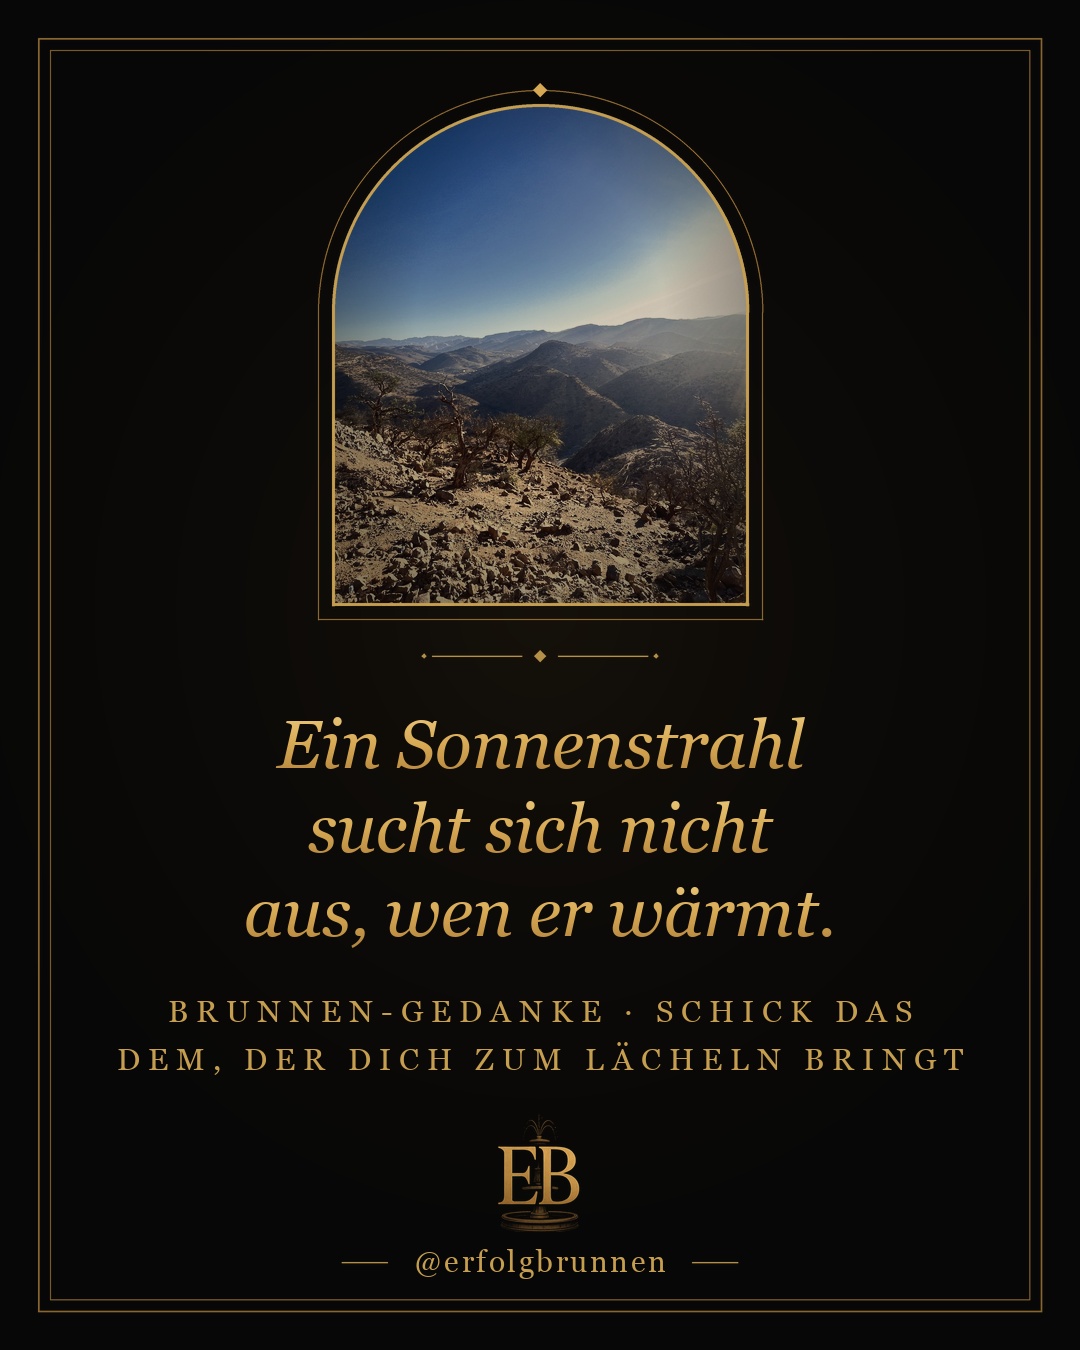 Ein Sonnenstrahl
sucht sich nicht
aus, wen er wärmt.
BRUNNEN-GEDANKE · SCHICK DAS
DEM, DER DICH ZUM LÄCHELN BRINGT
EB
@erfolgbrunnen